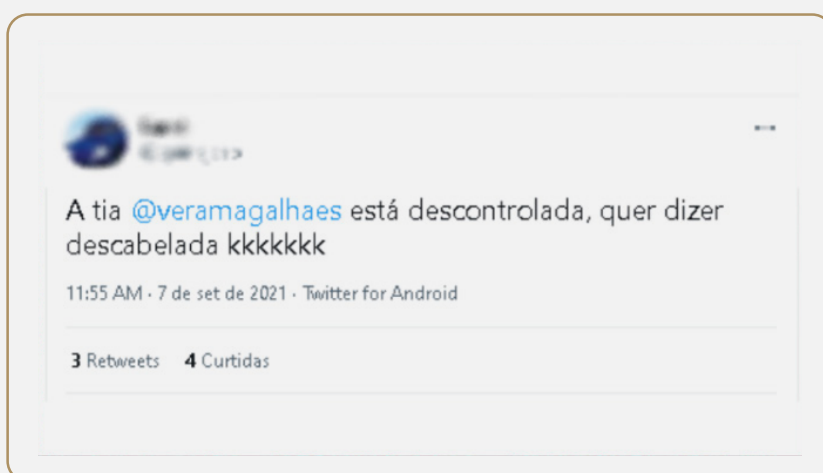 A tia @veramagalhaes está descontrolada, quer dizer
descabelada kkkkkkk
11:55 AM · 7 de set de 2021 · Twitter for Android
3 Retweets 4 Curtidas